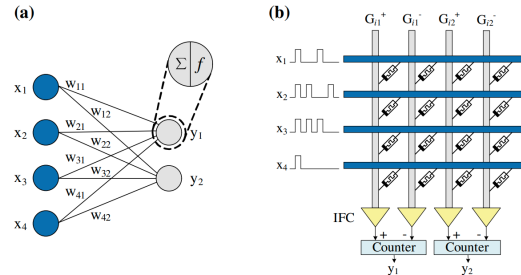 (a)
Σ f
x₁
x₂
x₃
x₄
w₁₁
w₁₂
w₂₁
w₂₂
w₃₁
w₃₂
w₄₁
w₄₂
y₁
y₂
(b)
Gᵢ₁⁺ Gᵢ₁⁻ Gᵢ₂⁺ Gᵢ₂⁻
x₁
x₂
x₃
x₄
IFC
+ - + -
Counter Counter
y₁ y₂